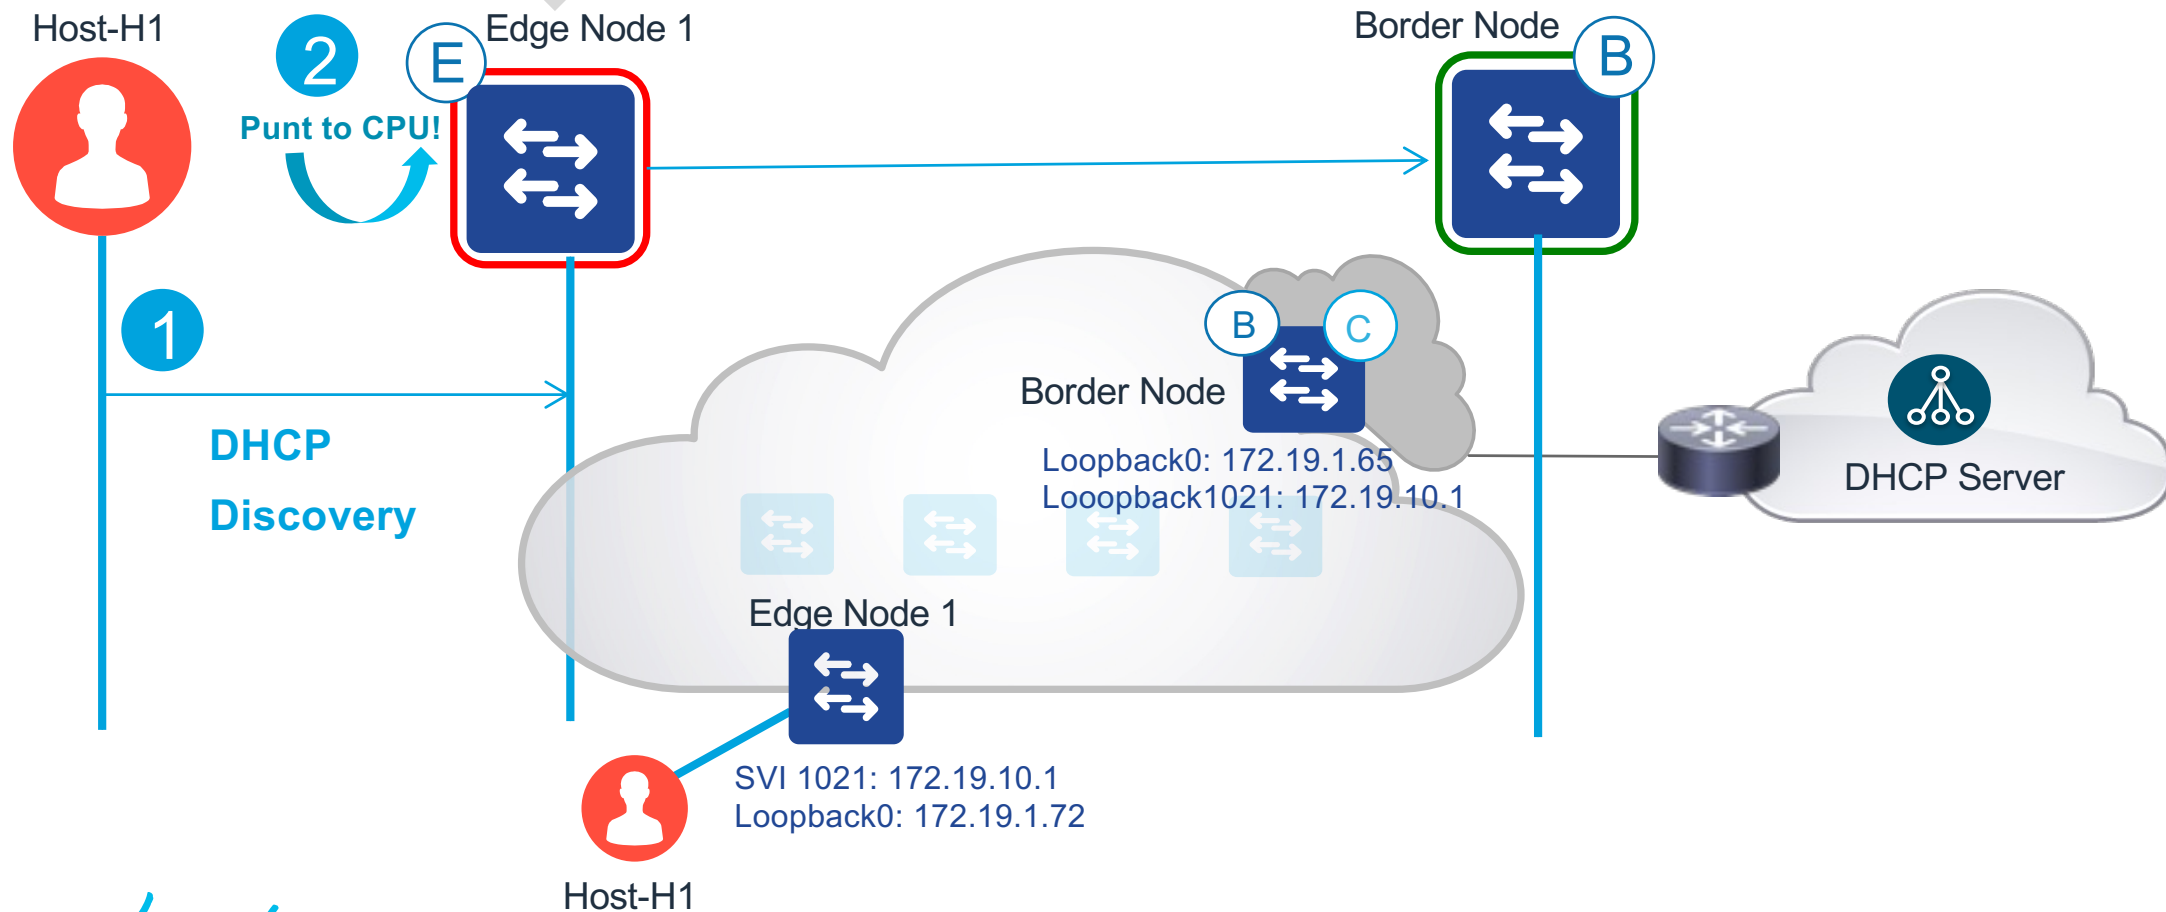 Host-H1
2
Punt to CPU!
E
Edge Node 1
Border Node
B
1
DHCP
Discovery
B
C
Border Node
Loopback0: 172.19.1.65
Looopback1021: 172.19.10.1
DHCP Server
Edge Node 1
SVI 1021: 172.19.10.1
Loopback0: 172.19.1.72
Host-H1